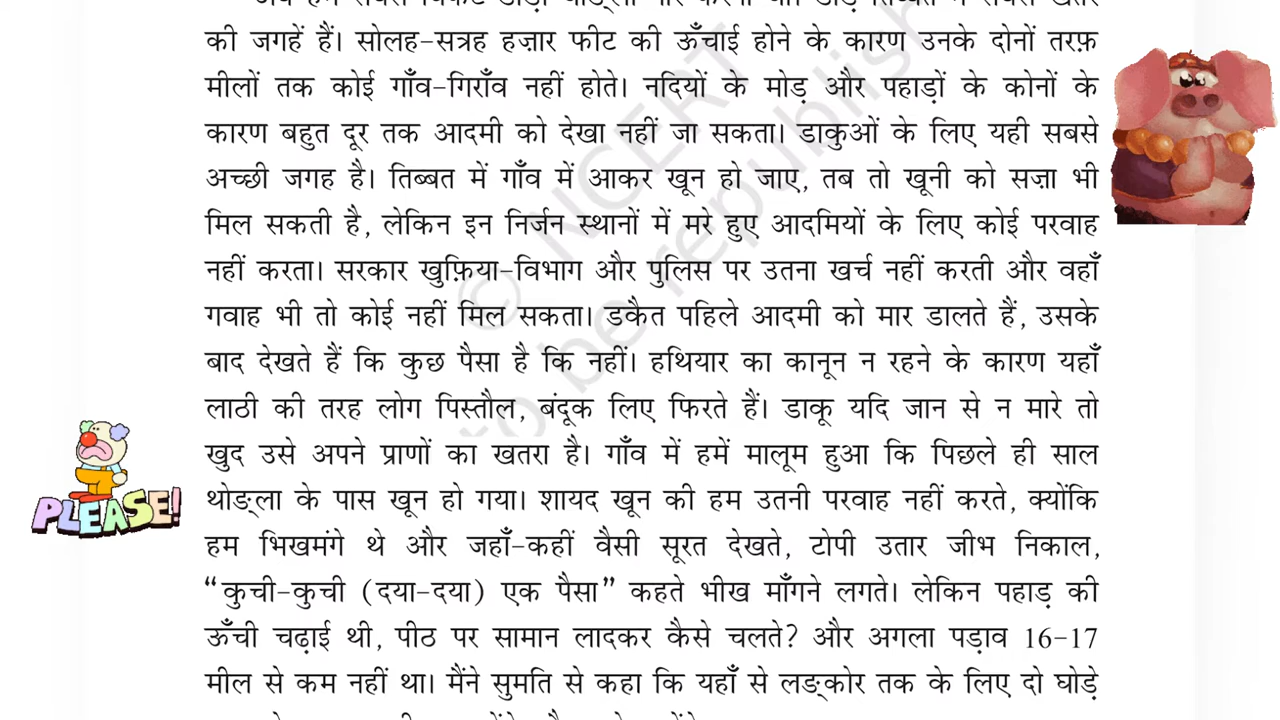 की जगहें हैं। सोलह-सत्रह हज़ार फीट की ऊँचाई होने के कारण उनके दोनों तरफ़
मीलों तक कोई गाँव-गिराँव नहीं होते। नदियों के मोड़ और पहाड़ों के कोनों के
कारण बहुत दूर तक आदमी को देखा नहीं जा सकता। डाकुओं के लिए यही सबसे
अच्छी जगह है। तिब्बत में गाँव में आकर खून हो जाए, तब तो खूनी को सज़ा भी
मिल सकती है, लेकिन इन निर्जन स्थानों में मरे हुए आदमियों के लिए कोई परवाह
नहीं करता। सरकार खुफ़िया-विभाग और पुलिस पर उतना खर्च नहीं करती और वहाँ
गवाह भी तो कोई नहीं मिल सकता। डकैत पहिले आदमी को मार डालते हैं, उसके
बाद देखते हैं कि कुछ पैसा है कि नहीं। हथियार का कानून न रहने के कारण यहाँ
लाठी की तरह लोग पिस्तौल, बंदूक लिए फिरते हैं। डाकू यदि जान से न मारे तो
खुद उसे अपने प्राणों का खतरा है। गाँव में हमें मालूम हुआ कि पिछले ही साल
थोङ्ला के पास खून हो गया। शायद खून की हम उतनी परवाह नहीं करते, क्योंकि
हम भिखमंगे थे और जहाँ-कहीं वैसी सूरत देखते, टोपी उतार जीभ निकाल,
“कुची-कुची (दया-दया) एक पैसा” कहते भीख माँगने लगते। लेकिन पहाड़ की
ऊँची चढ़ाई थी, पीठ पर सामान लादकर कैसे चलते? और अगला पड़ाव 16-17
मील से कम नहीं था। मैंने सुमति से कहा कि यहाँ से लङ्कोर तक के लिए दो घोड़े
PLEASE!
© NCERT
to be republish